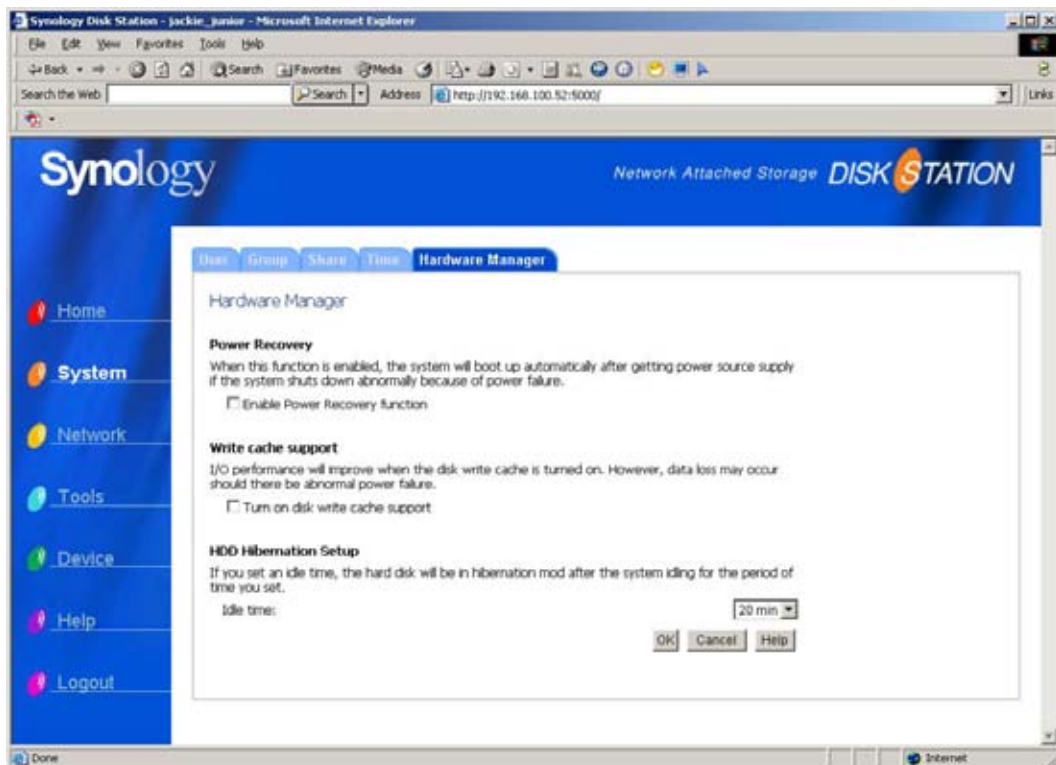 Synology Disk Station - jackie_junior - Microsoft Internet Explorer
File Edit View Favorites Tools Help
Back Search Favorites Media
Search the Web Search Address http://192.168.100.52:5000/ Links
Synology
Network Attached Storage DISK STATION
User Group Share Time Hardware Manager
Home
System
Network
Tools
Device
Help
Logout
Hardware Manager
Power Recovery
When this function is enabled, the system will boot up automatically after getting power source supply
if the system shuts down abnormally because of power failure.
Enable Power Recovery function
Write cache support
I/O performance will improve when the disk write cache is turned on. However, data loss may occur
should there be abnormal power failure.
Turn on disk write cache support
HDD Hibernation Setup
If you set an idle time, the hard disk will be in hibernation mod after the system idling for the period of
time you set.
Idle time: 20 min
OK Cancel Help
Done Internet